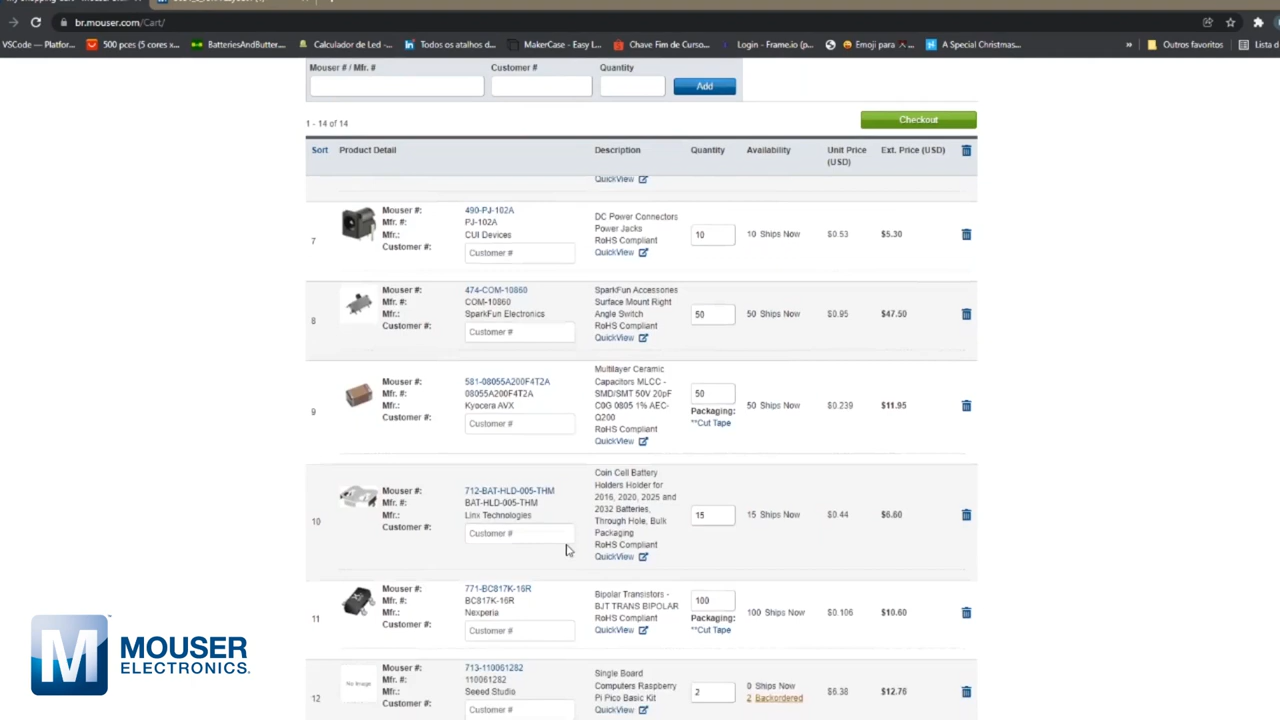 br.mouser.com/Cart/
VSCode — Platfor...
500 pces (5 cores x...
BatteriesAndButter...
Calculador de Led -...
Todos os atalhos d...
MakerCase - Easy L...
Chave Fim de Curso...
Login - Frame.io (p...
Emoji para
A Special Christmas...
»
Outros favoritos
Lista d
Mouser # / Mfr. # Customer # Quantity
Add
1 - 14 of 14
Checkout
Sort Product Detail Description Quantity Availability Unit Price (USD) Ext. Price (USD)
QuickView
7
Mouser #: 490-PJ-102A
Mfr. #: PJ-102A
Mfr.: CUI Devices
Customer #: Customer #
DC Power Connectors
Power Jacks
RoHS Compliant
QuickView
10
10 Ships Now
$0.53
$5.30
8
Mouser #: 474-COM-10860
Mfr. #: COM-10860
Mfr.: SparkFun Electronics
Customer #: Customer #
SparkFun Accessories
Surface Mount Right
Angle Switch
RoHS Compliant
QuickView
50
50 Ships Now
$0.95
$47.50
9
Mouser #: 581-08055A200F4T2A
Mfr. #: 08055A200F4T2A
Mfr.: Kyocera AVX
Customer #: Customer #
Multilayer Ceramic
Capacitors MLCC -
SMD/SMT 50V 20pF
C0G 0805 1% AEC-
Q200
RoHS Compliant
QuickView
50
Packaging:
**Cut Tape
50 Ships Now
$0.239
$11.95
10
Mouser #: 712-BAT-HLD-005-THM
Mfr. #: BAT-HLD-005-THM
Mfr.: Linx Technologies
Customer #: Customer #
Coin Cell Battery
Holders Holder for
2016, 2020, 2025 and
2032 Batteries,
Through Hole, Bulk
Packaging
RoHS Compliant
QuickView
15
15 Ships Now
$0.44
$6.60
11
Mouser #: 771-BC817K-16R
Mfr. #: BC817K-16R
Mfr.: Nexperia
Customer #: Customer #
Bipolar Transistors -
BJT TRANS BIPOLAR
RoHS Compliant
QuickView
100
Packaging:
**Cut Tape
100 Ships Now
$0.106
$10.60
12
No Image
Mouser #: 713-110061282
Mfr. #: 110061282
Mfr.: Seeed Studio
Customer #: Customer #
Single Board
Computers Raspberry
Pi Pico Basic Kit
RoHS Compliant
QuickView
2
0 Ships Now
2 Backordered
$6.38
$12.76
M
MOUSER
ELECTRONICS.